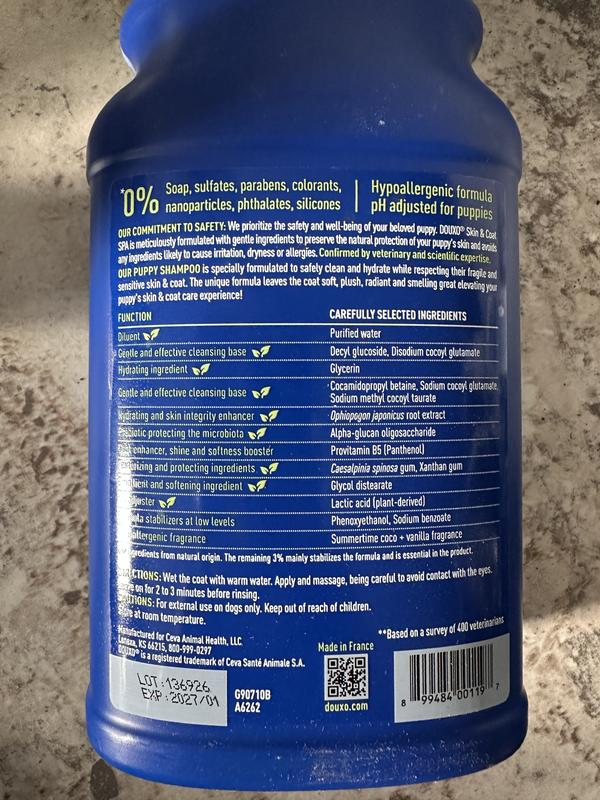 *0% Soap, sulfates, parabens, colorants, nanoparticles, phthalates, silicones
Hypoallergenic formula
pH adjusted for puppies
OUR COMMITMENT TO SAFETY: We prioritize the safety and well-being of your beloved puppy. DOUXO® Skin & Coat
SPA is meticulously formulated with gentle ingredients to preserve the natural protection of your puppy's skin and avoids
any ingredients likely to cause irritation, dryness or allergies. Confirmed by veterinary and scientific expertise.
OUR PUPPY SHAMPOO is specially formulated to safely clean and hydrate while respecting their fragile and
sensitive skin & coat. The unique formula leaves the coat soft, plush, radiant and smelling great elevating your
puppy's skin & coat care experience!
FUNCTION CAREFULLY SELECTED INGREDIENTS
Diluent Purified water
Gentle and effective cleansing base Decyl glucoside, Disodium cocoyl glutamate
Hydrating ingredient Glycerin
Gentle and effective cleansing base Cocamidopropyl betaine, Sodium cocoyl glutamate,
Sodium methyl cocoyl taurate
Hydrating and skin integrity enhancer Ophiopogon japonicus root extract
protecting the microbiota Alpha-glucan oligosaccharide
enhancer, shine and softness booster Provitamin B5 (Panthenol)
and protecting ingredients Caesalpinia spinosa gum, Xanthan gum
and softening ingredient Glycol distearate
Lactic acid (plant-derived)
stabilizers at low levels Phenoxyethanol, Sodium benzoate
fragrance Summertime coco + vanilla fragrance
ingredients from natural origin. The remaining 3% mainly stabilizes the formula and is essential in the product.
Wet the coat with warm water. Apply and massage, being careful to avoid contact with the eyes.
on for 2 to 3 minutes before rinsing.
For external use on dogs only. Keep out of reach of children.
at room temperature.
**Based on a survey of 400 veterinarians
Manufactured for Ceva Animal Health, LLC
Lenexa, KS 66215, 800-999-0297
DOUXO® is a registered trademark of Ceva Santé Animale S.A.
Made in France
LOT:136926
EXP:2027/01
G90710B
A6262
douxo.com
8 99484 00119 7